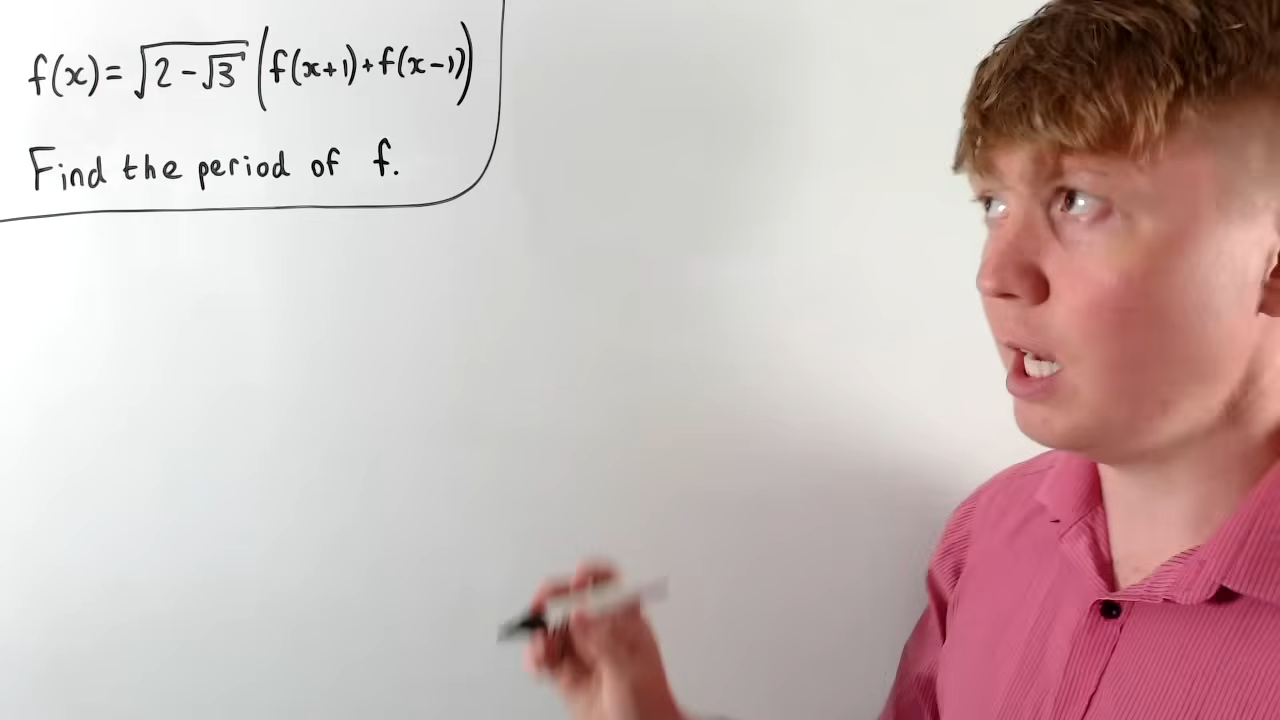 f(x) = √(2 - √3) (f(x+1) + f(x-1))
Find the period of f.